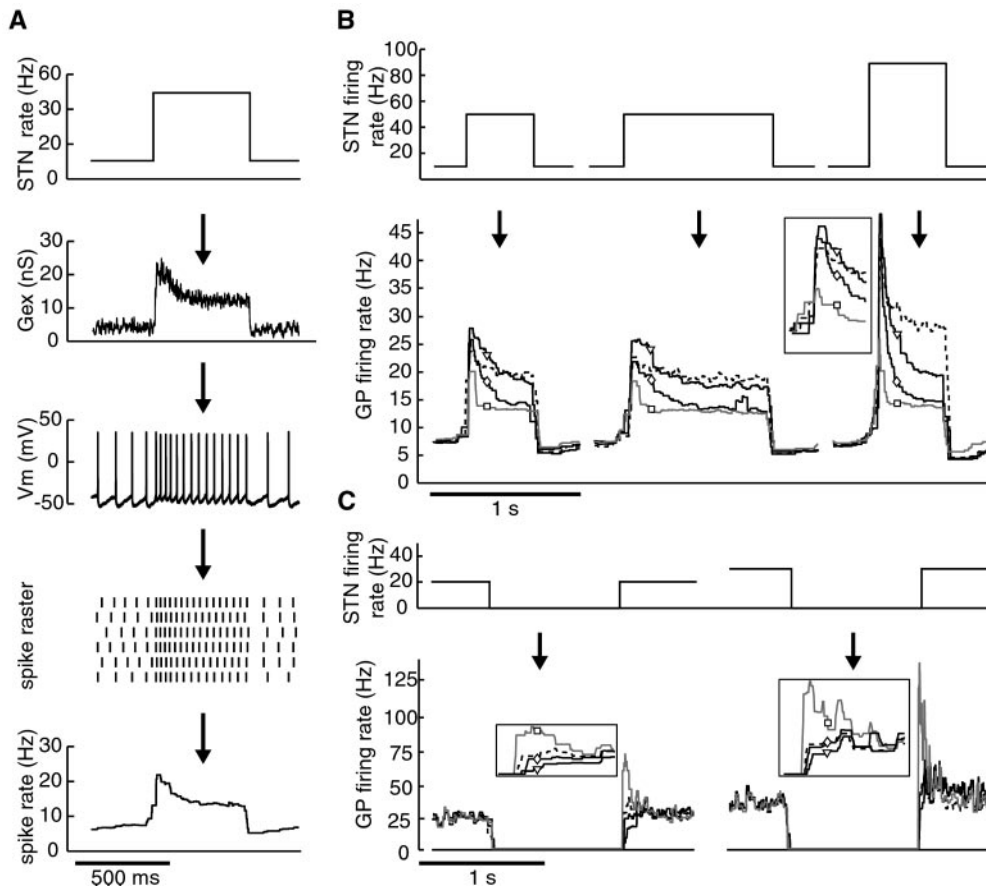 A
STN rate (Hz)
60
30
0
Gex (nS)
30
20
10
0
Vm (mV)
50
0
-50
spike raster
spike rate (Hz)
30
20
10
0
500 ms
B
STN firing
rate (Hz)
100
80
60
40
20
GP firing rate (Hz)
45
40
35
30
25
20
15
10
5
0
1 s
C
STN firing
rate (Hz)
40
20
0
GP firing rate (Hz)
125
100
75
50
25
0
1 s